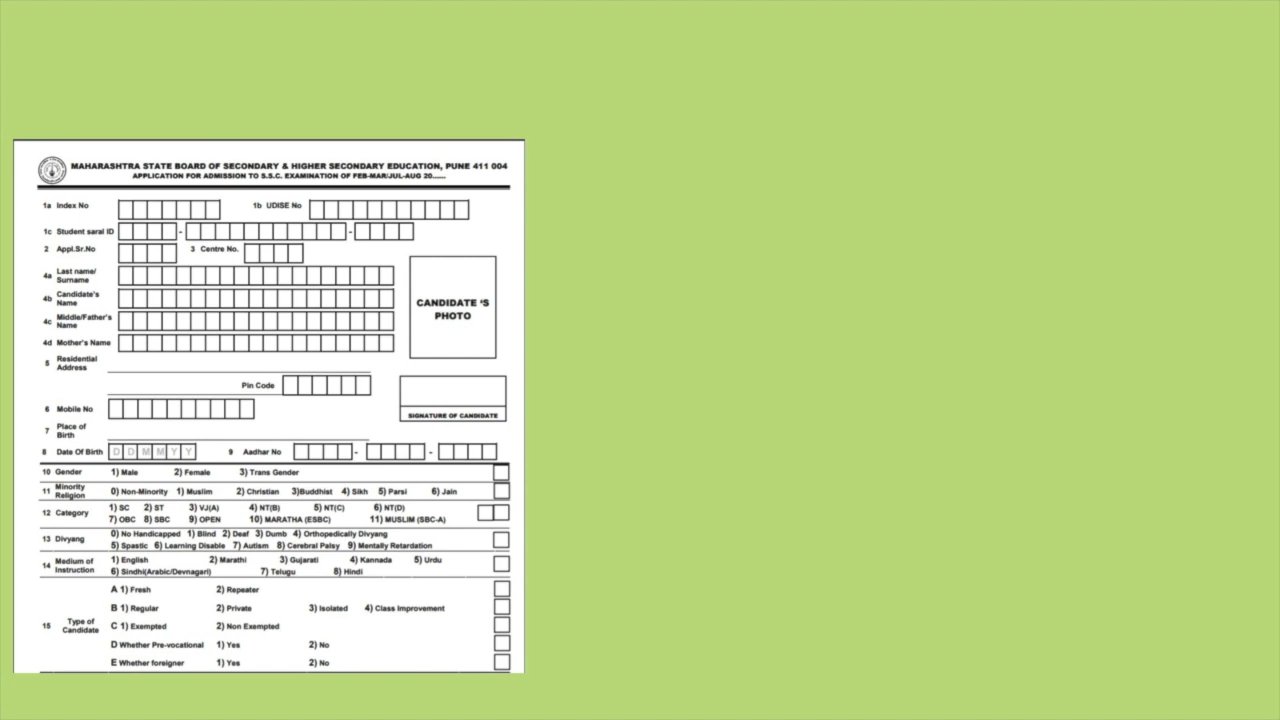 MAHARASHTRA STATE BOARD OF SECONDARY & HIGHER SECONDARY EDUCATION, PUNE 411 004
APPLICATION FOR ADMISSION TO S.S.C. EXAMINATION OF FEB-MAR/JUL-AUG 20......
1a Index No 1b UDISE No
1c Student saral ID - -
2 Appl.Sr.No 3 Centre No.
4a Last name/
Surname
4b Candidate's
Name
CANDIDATE 'S
PHOTO
4c Middle/Father's
Name
4d Mother's Name
5 Residential
Address
Pin Code
6 Mobile No
SIGNATURE OF CANDIDATE
7 Place of
Birth
8 Date Of Birth D D M M Y Y 9 Aadhar No - -
10 Gender 1) Male 2) Female 3) Trans Gender
11 Minority
Religion 0) Non-Minority 1) Muslim 2) Christian 3)Buddhist 4) Sikh 5) Parsi 6) Jain
12 Category 1) SC 2) ST 3) VJ(A) 4) NT(B) 5) NT(C) 6) NT(D)
7) OBC 8) SBC 9) OPEN 10) MARATHA (ESBC) 11) MUSLIM (SBC-A)
13 Divyang 0) No Handicapped 1) Blind 2) Deaf 3) Dumb 4) Orthopedically Divyang
5) Spastic 6) Learning Disable 7) Autism 8) Cerebral Palsy 9) Mentally Retardation
14 Medium of
Instruction 1) English 2) Marathi 3) Gujarati 4) Kannada 5) Urdu
6) Sindhi(Arabic/Devnagari) 7) Telugu 8) Hindi
15 Type of
Candidate
A 1) Fresh 2) Repeater
B 1) Regular 2) Private 3) Isolated 4) Class Improvement
C 1) Exempted 2) Non Exempted
D Whether Pre-vocational 1) Yes 2) No
E Whether foreigner 1) Yes 2) No